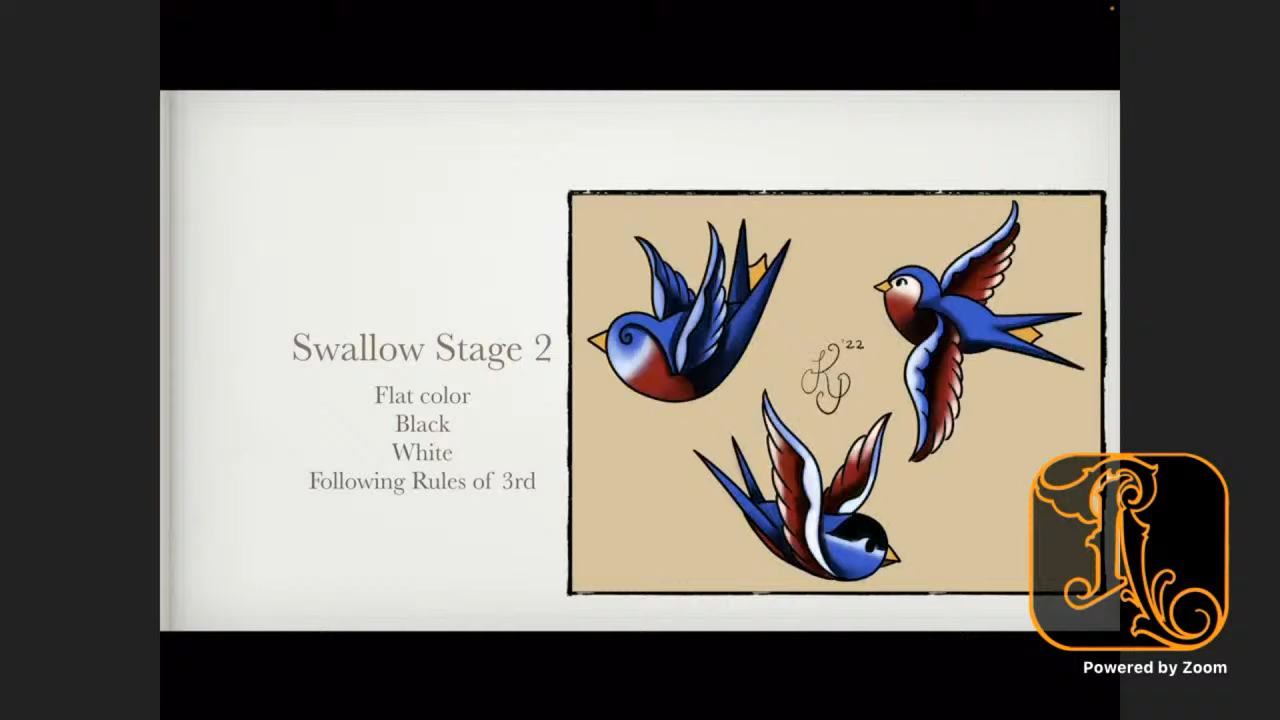 Swallow Stage 2
Flat color
Black
White
Following Rules of 3rd
'22
Powered by Zoom